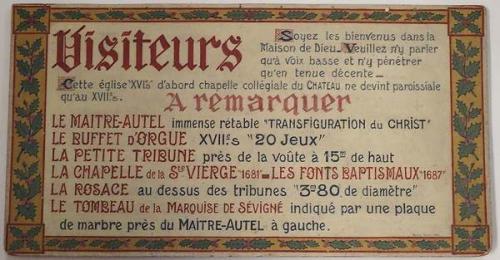 Visiteurs
Soyez les bienvenus dans la
Maison de Dieu_ Veuillez n'y parler
qu'à voix basse et n'y pénétrer
qu'en tenue décente_
Cette église "XVIe s" d'abord chapelle collégiale du CHATEAU ne devint paroissiale
qu'au XVIIe s.
A remarquer
LE MAITRE-AUTEL immense rétable "TRANSFIGURATION du CHRIST"
LE BUFFET d'ORGUE XVIIe s "20 Jeux"
LA PETITE TRIBUNE près de la voûte à 15m de haut
LA CHAPELLE de la Ste VIERGE "1681"_ LES FONTS BAPTISMAUX "1687"
LA ROSACE au dessus des tribunes "3m80 de diamètre"
LE TOMBEAU de la MARQUISE DE SÉVIGNÉ indiqué par une plaque
de marbre près du MAÎTRE-AUTEL à gauche.